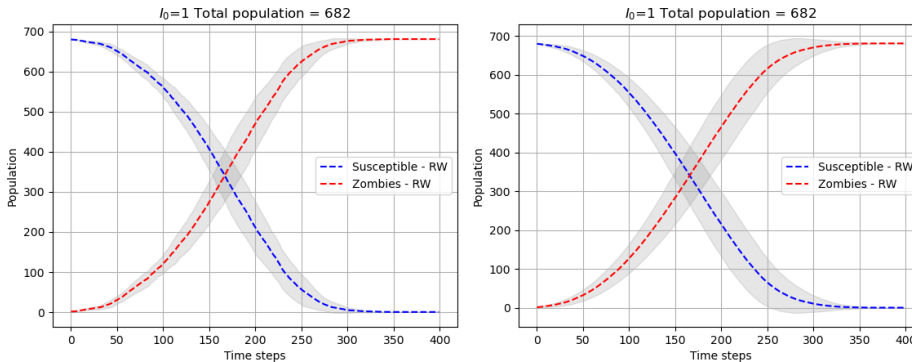 I₀=1 Total population = 682
700
600
500
400
300
200
100
0
Population
Susceptible - RW
Zombies - RW
0 50 100 150 200 250 300 350 400
Time steps
I₀=1 Total population = 682
700
600
500
400
300
200
100
0
Population
Susceptible - RW
Zombies - RW
0 50 100 150 200 250 300 350 400
Time steps